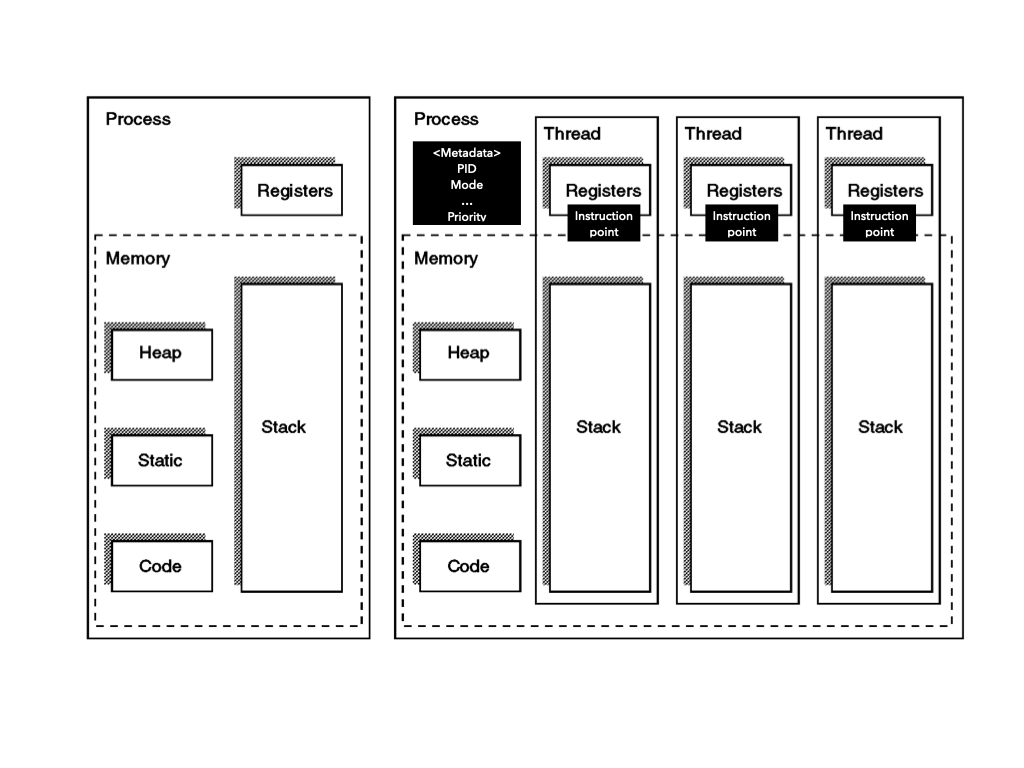 Process
Registers
Memory
Heap
Stack
Static
Code
Process
<Metadata>
PID
Mode
...
Priority
Memory
Heap
Static
Code
Thread
Registers
Instruction
point
Stack
Thread
Registers
Instruction
point
Stack
Thread
Registers
Instruction
point
Stack